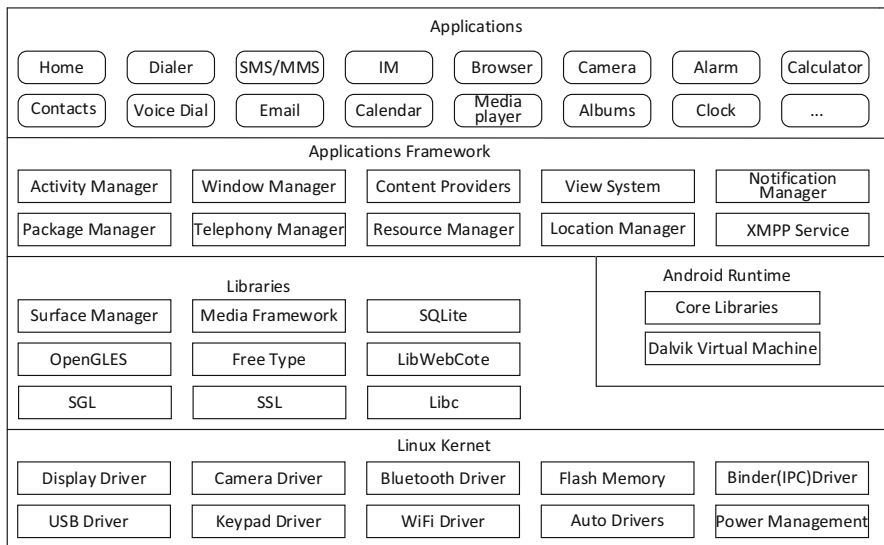 Applications
Home
Dialer
SMS/MMS
IM
Browser
Camera
Alarm
Calculator
Contacts
Voice Dial
Email
Calendar
Media
player
Albums
Clock
...
Applications Framework
Activity Manager
Window Manager
Content Providers
View System
Notification
Manager
Package Manager
Telephony Manager
Resource Manager
Location Manager
XMPP Service
Libraries
Surface Manager
Media Framework
SQLite
OpenGLES
Free Type
LibWebCote
SGL
SSL
Libc
Android Runtime
Core Libraries
Dalvik Virtual Machine
Linux Kernet
Display Driver
Camera Driver
Bluetooth Driver
Flash Memory
Binder(IPC)Driver
USB Driver
Keypad Driver
WiFi Driver
Auto Drivers
Power Management